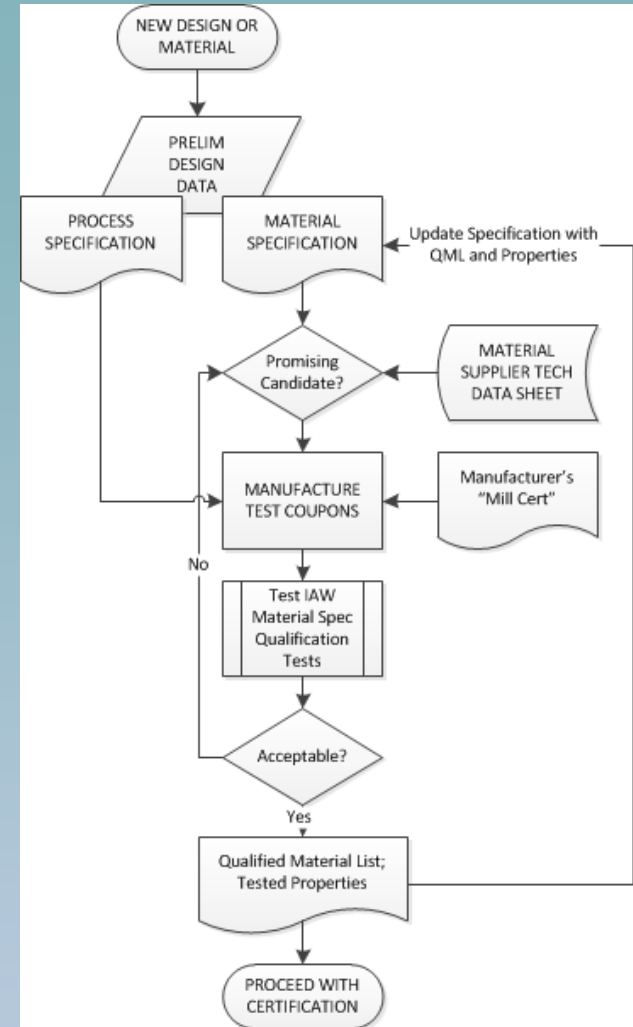 NEW DESIGN OR
MATERIAL
PRELIM
DESIGN
DATA
PROCESS
SPECIFICATION
MATERIAL
SPECIFICATION
Update Specification with
QML and Properties
Promising
Candidate?
MATERIAL
SUPPLIER TECH
DATA SHEET
MANUFACTURE
TEST COUPONS
Manufacturer's
"Mill Cert"
No
Test IAW
Material Spec
Qualification
Tests
Acceptable?
Yes
Qualified Material List;
Tested Properties
PROCEED WITH
CERTIFICATION